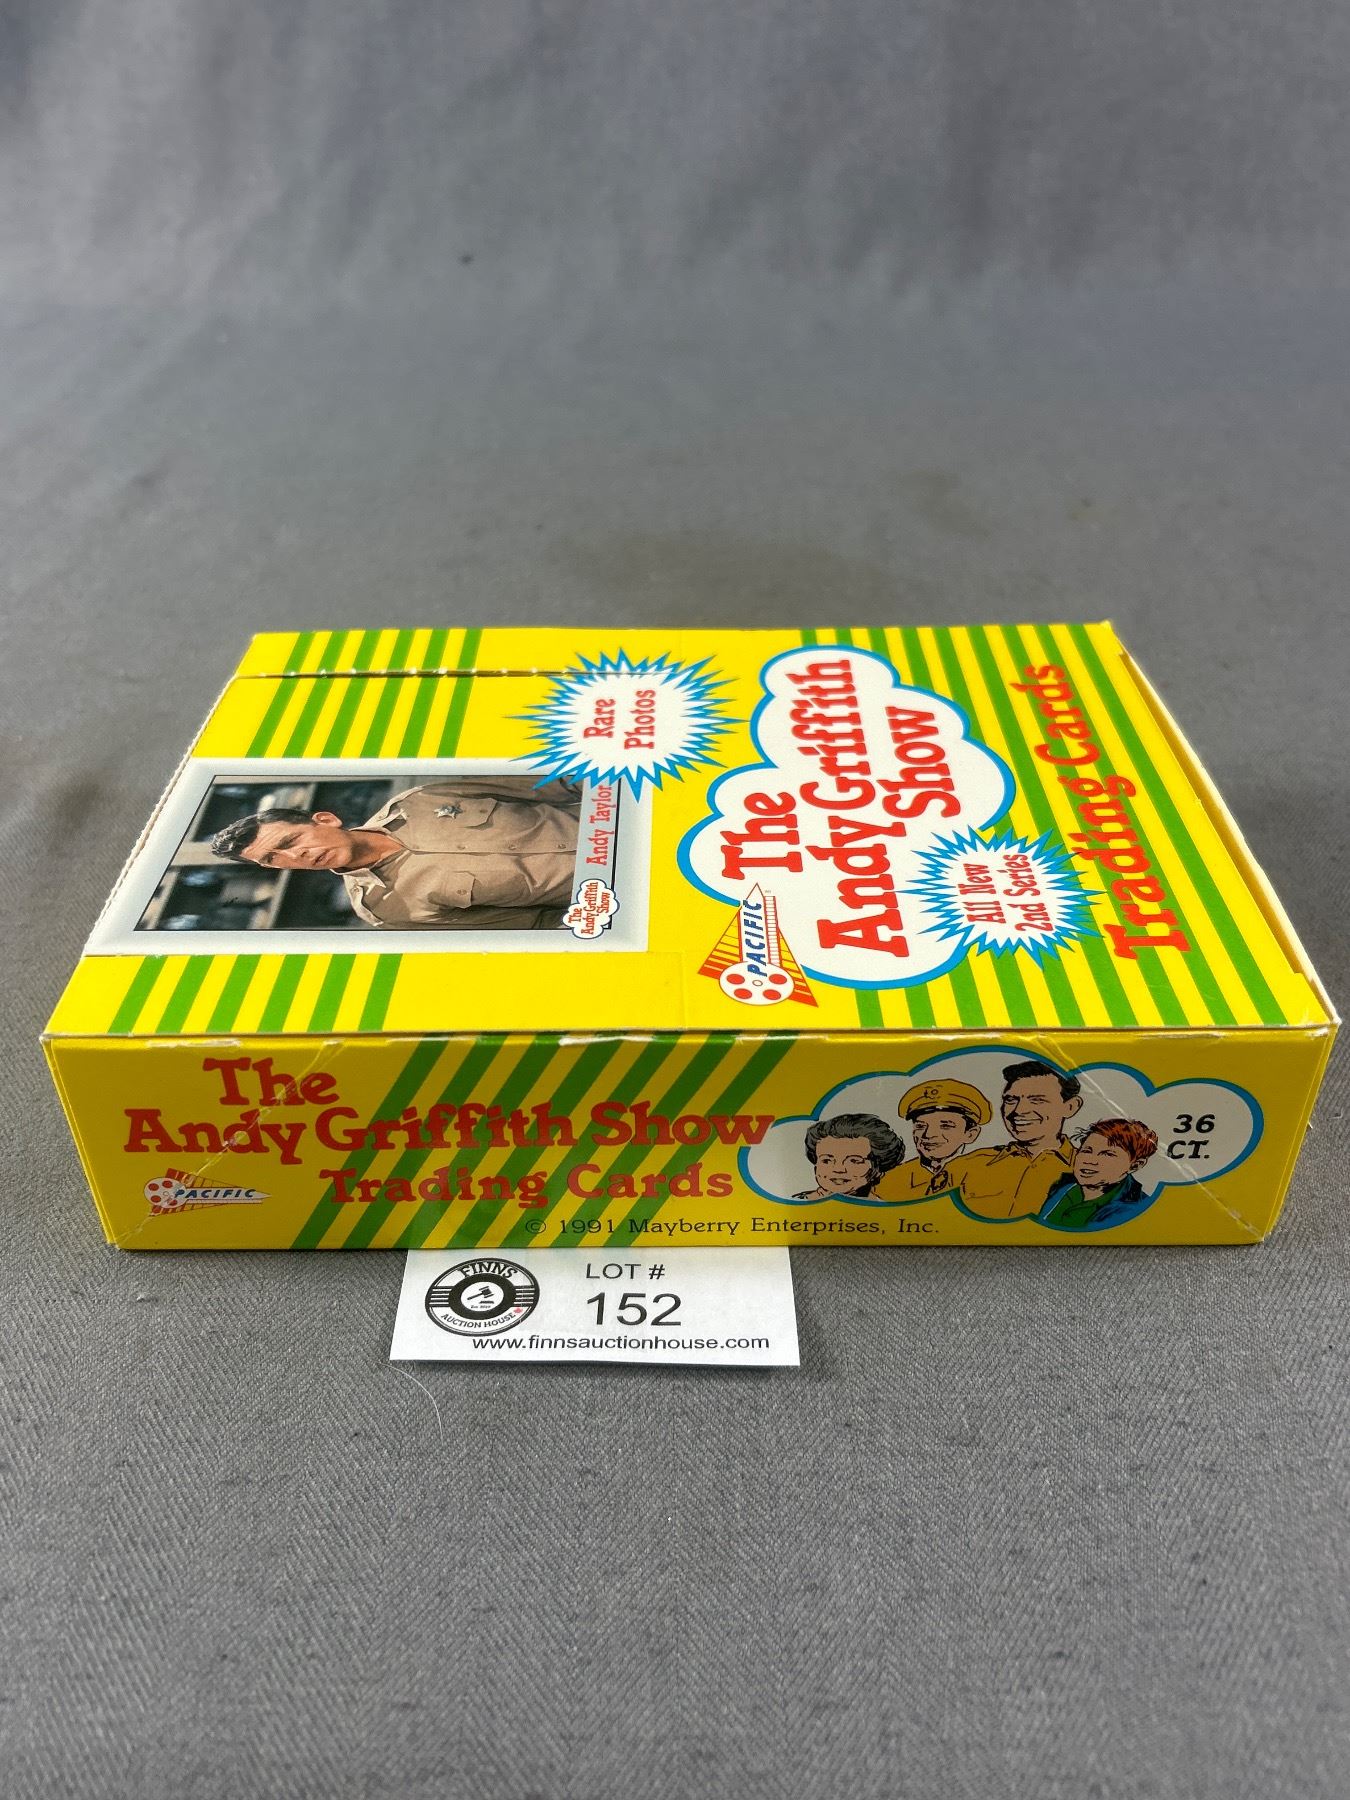 Rare
Photos
Andy Taylor
The
Andy Griffith
Show
The
Andy Griffith
Show
All New
2nd Series
PACIFIC
Trading Cards
The
Andy Griffith Show
Trading Cards
PACIFIC
36
CT.
© 1991 Mayberry Enterprises, Inc.
FINNS
AUCTION HOUSE
LOT #
152
www.finnsauctionhouse.com